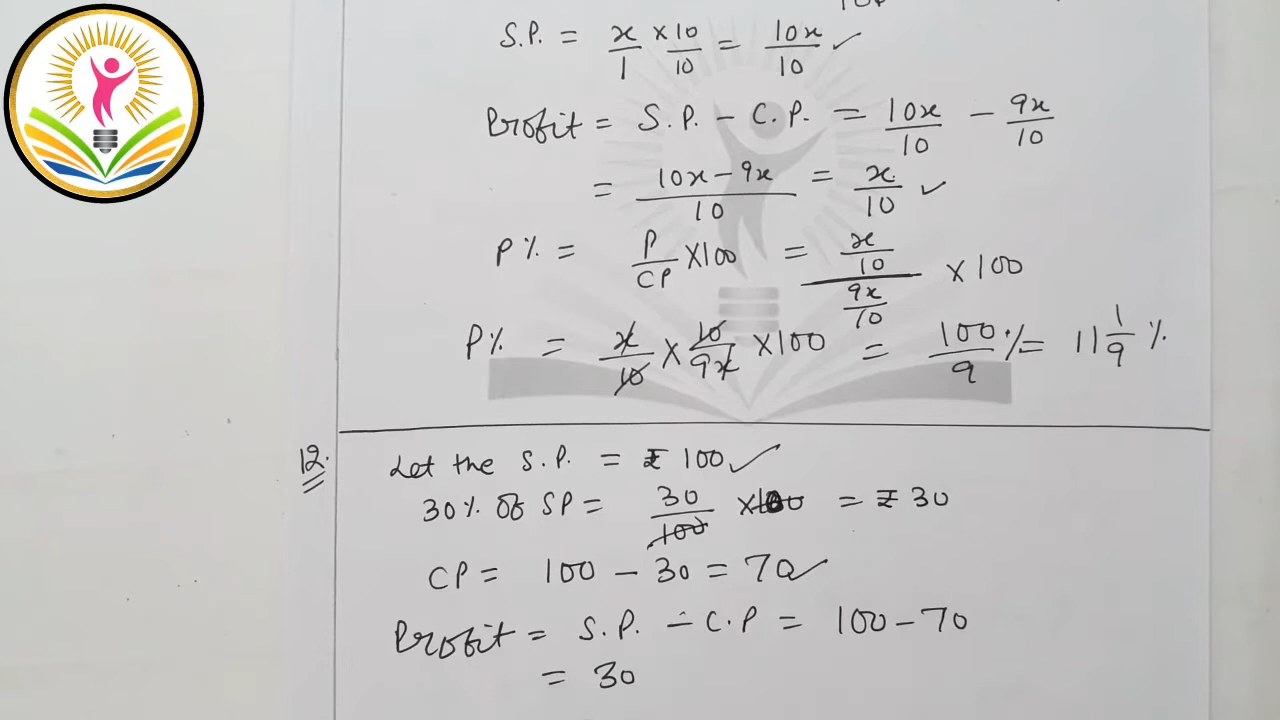 S.P. = x/1 × 10/10 = 10x/10 ✓
Profit = S.P. - C.P. = 10x/10 - 9x/10
= 10x - 9x/10 = x/10 ✓
P% = P/CP × 100 = x/10 / 9x/10 × 100
P% = x/10 × 10/9x × 100 = 100/9 % = 11 1/9 %
12. Let the S.P. = ₹ 100 ✓
30% Of SP = 30/100 × 100 = ₹ 30
CP = 100 - 30 = 70 ✓
Profit = S.P. - C.P = 100 - 70
= 30